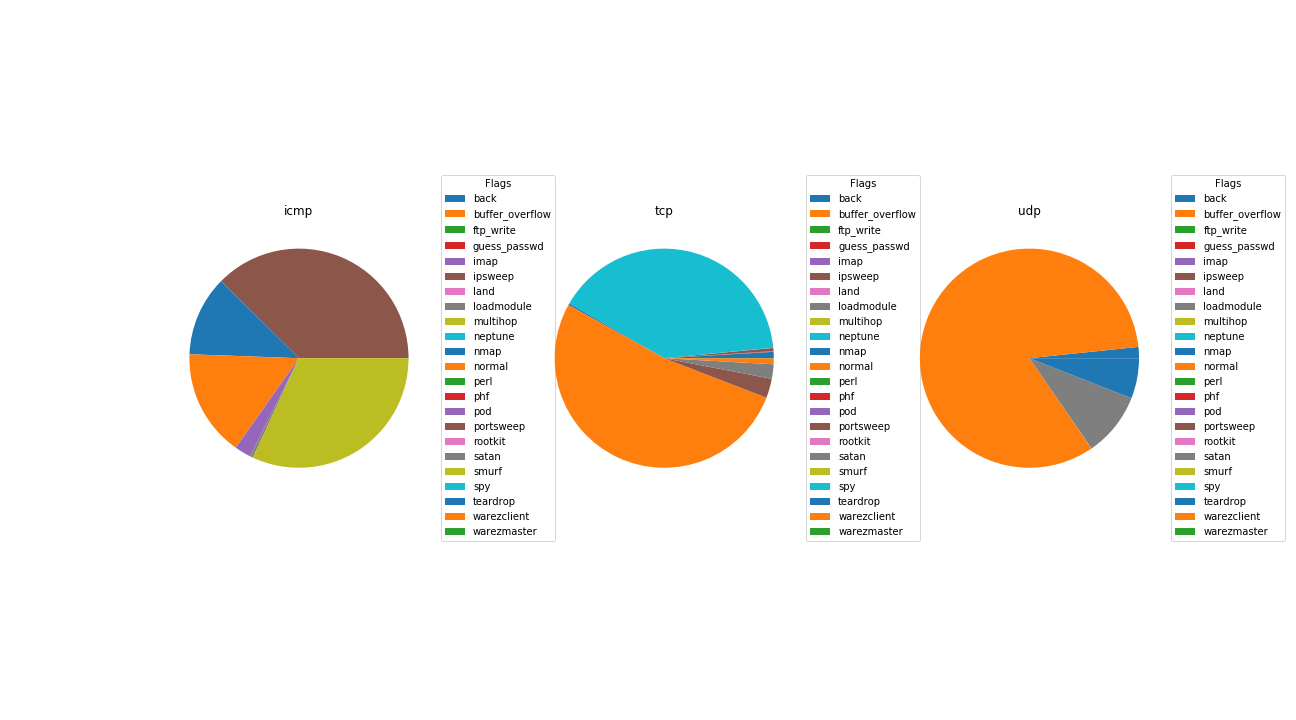 icmp
Flags
back
buffer_overflow
ftp_write
guess_passwd
imap
ipsweep
land
loadmodule
multihop
neptune
nmap
normal
perl
phf
pod
portsweep
rootkit
satan
smurf
spy
teardrop
warezclient
warezmaster
tcp
Flags
back
buffer_overflow
ftp_write
guess_passwd
imap
ipsweep
land
loadmodule
multihop
neptune
nmap
normal
perl
phf
pod
portsweep
rootkit
satan
smurf
spy
teardrop
warezclient
warezmaster
udp
Flags
back
buffer_overflow
ftp_write
guess_passwd
imap
ipsweep
land
loadmodule
multihop
neptune
nmap
normal
perl
phf
pod
portsweep
rootkit
satan
smurf
spy
teardrop
warezclient
warezmaster